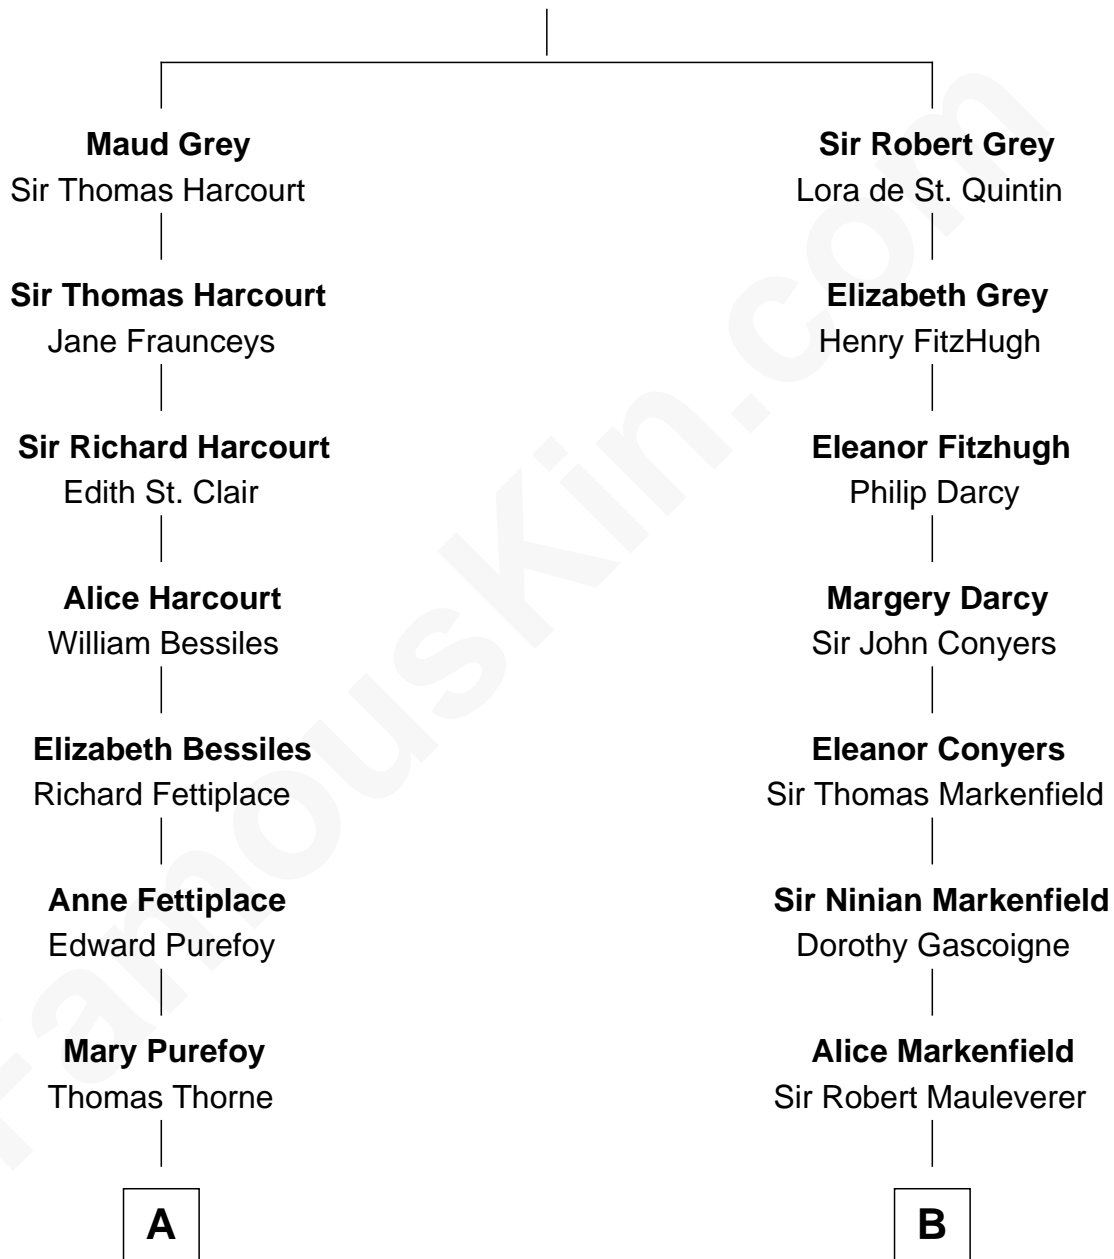 Maud Grey
Sir Thomas Harcourt
Sir Thomas Harcourt
Jane Fraunceys
Sir Richard Harcourt
Edith St. Clair
Alice Harcourt
William Bessiles
Elizabeth Bessiles
Richard Fettiplace
Anne Fettiplace
Edward Purefoy
Mary Purefoy
Thomas Thorne
A
Sir Robert Grey
Lora de St. Quintin
Elizabeth Grey
Henry FitzHugh
Eleanor Fitzhugh
Philip Darcy
Margery Darcy
Sir John Conyers
Eleanor Conyers
Sir Thomas Markenfield
Sir Ninian Markenfield
Dorothy Gascoigne
Alice Markenfield
Sir Robert Mauleverer
B
FamousKin.com